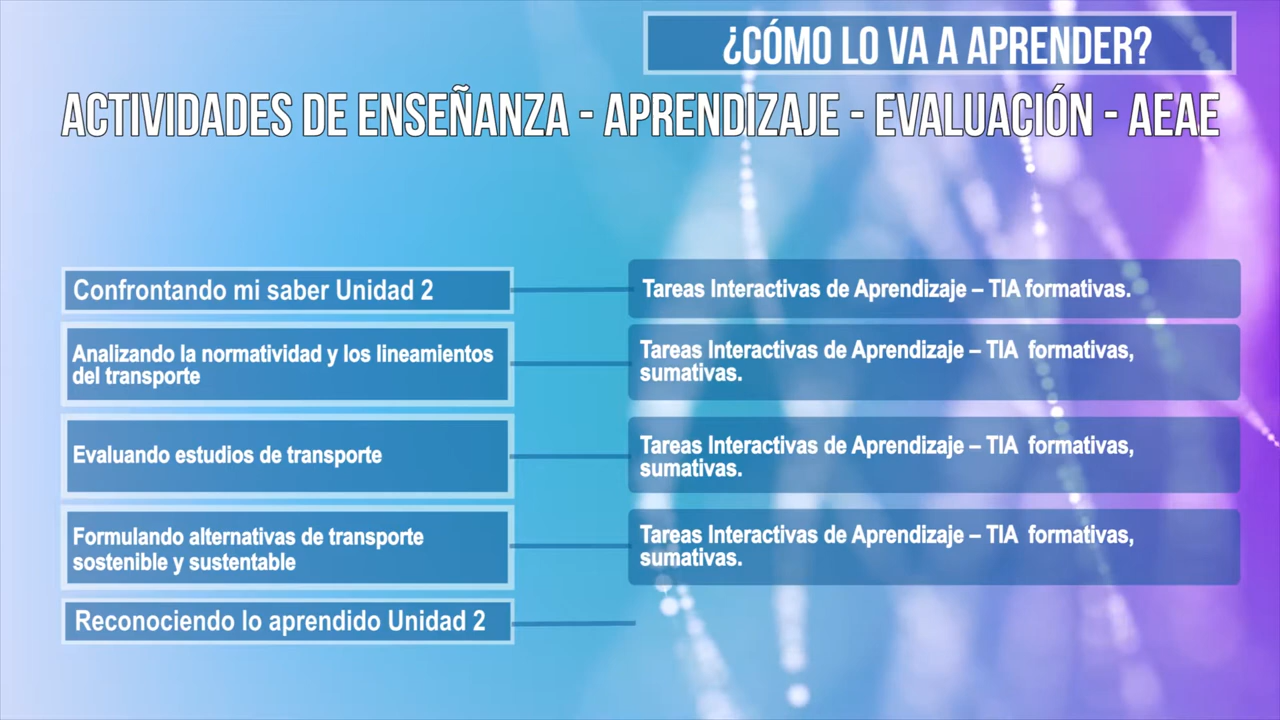 ¿CÓMO LO VA A APRENDER?
ACTIVIDADES DE ENSEÑANZA - APRENDIZAJE - EVALUACIÓN - AEAE
Confrontando mi saber Unidad 2
Tareas Interactivas de Aprendizaje – TIA formativas.
Analizando la normatividad y los lineamientos
del transporte
Tareas Interactivas de Aprendizaje – TIA formativas,
sumativas.
Evaluando estudios de transporte
Tareas Interactivas de Aprendizaje – TIA formativas,
sumativas.
Formulando alternativas de transporte
sostenible y sustentable
Tareas Interactivas de Aprendizaje – TIA formativas,
sumativas.
Reconociendo lo aprendido Unidad 2